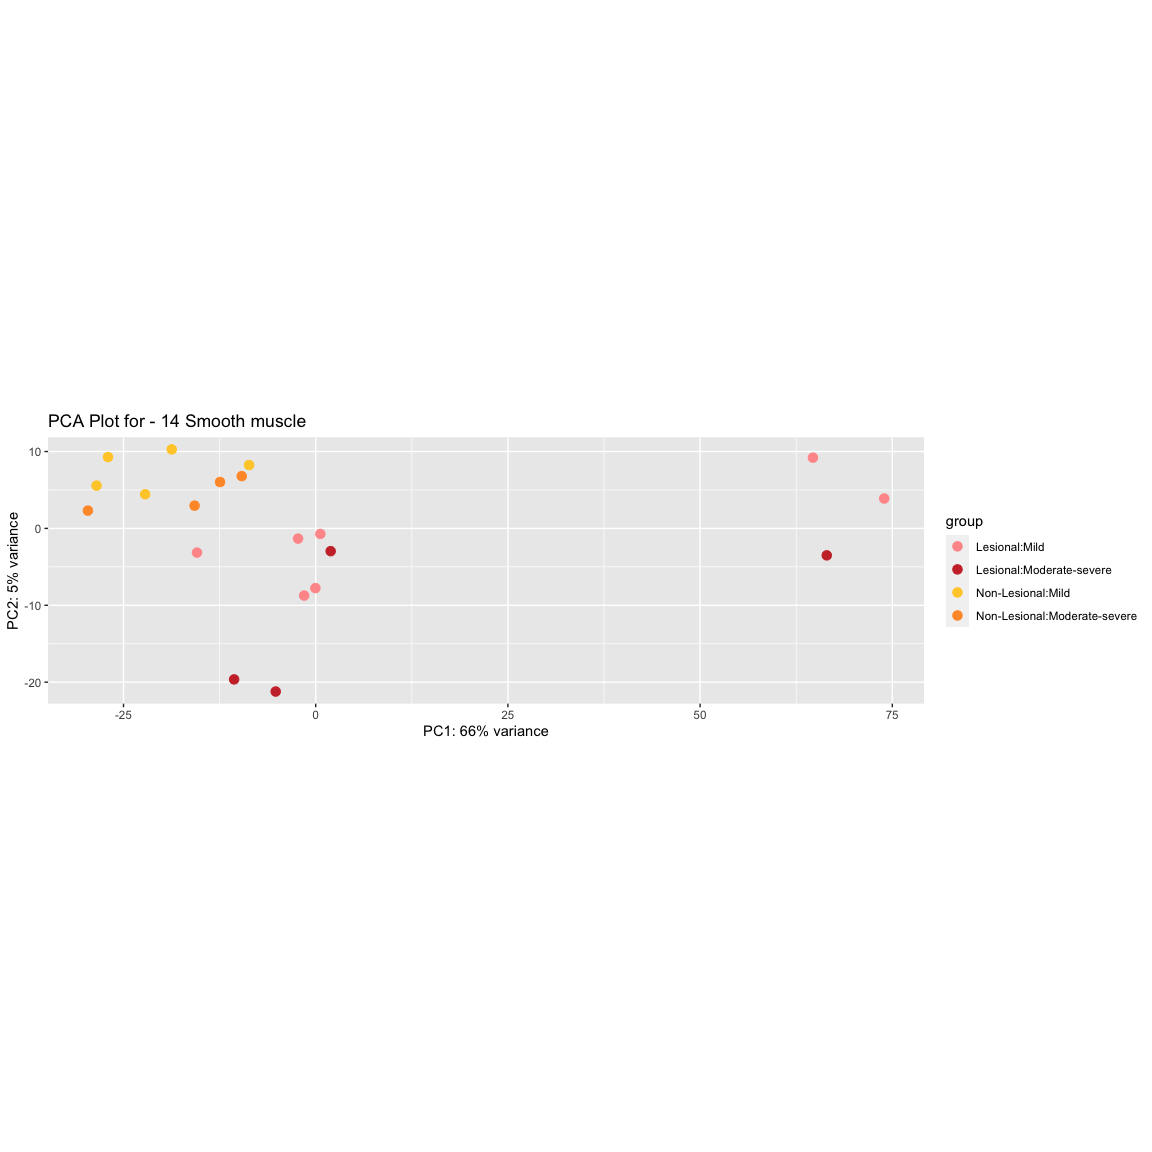 PCA Plot for - 14 Smooth muscle
10
0
-10
-20
PC2: 5% variance
-25
0
25
50
75
PC1: 66% variance
group
Lesional:Mild
Lesional:Moderate-severe
Non-Lesional:Mild
Non-Lesional:Moderate-severe